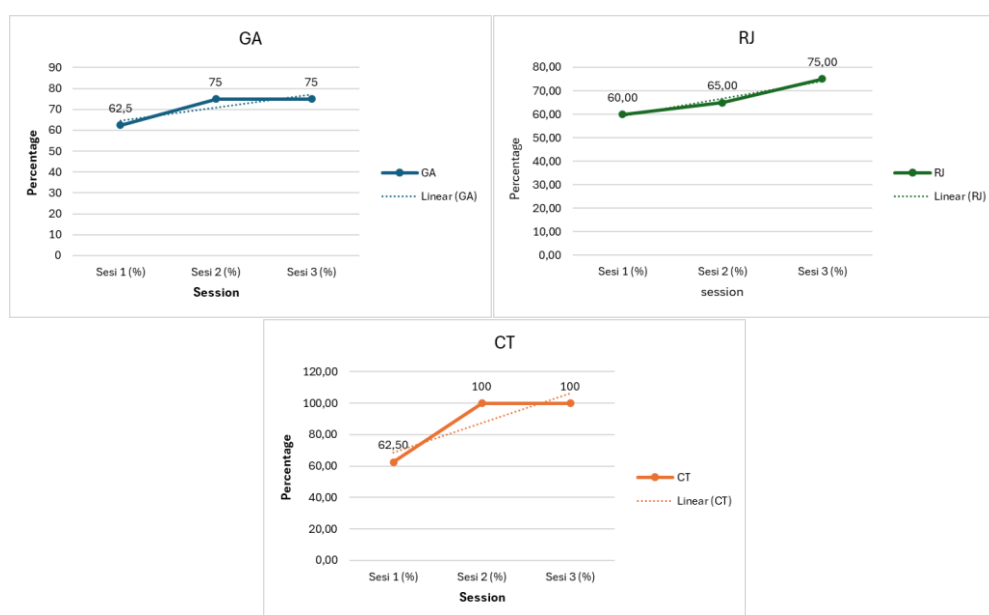 GA
90
80
70
60
50
40
30
20
10
0
62,5
75
75
Percentage
Sesi 1 (%)
Sesi 2 (%)
Sesi 3 (%)
Session
GA
Linear (GA)
RJ
80,00
70,00
60,00
50,00
40,00
30,00
20,00
10,00
0,00
60,00
65,00
75,00
Percentage
Sesi 1 (%)
Sesi 2 (%)
Sesi 3 (%)
session
RJ
Linear (RJ)
CT
120,00
100,00
80,00
60,00
40,00
20,00
0,00
62,50
100
100
Percentage
Sesi 1 (%)
Sesi 2 (%)
Sesi 3 (%)
Session
CT
Linear (CT)